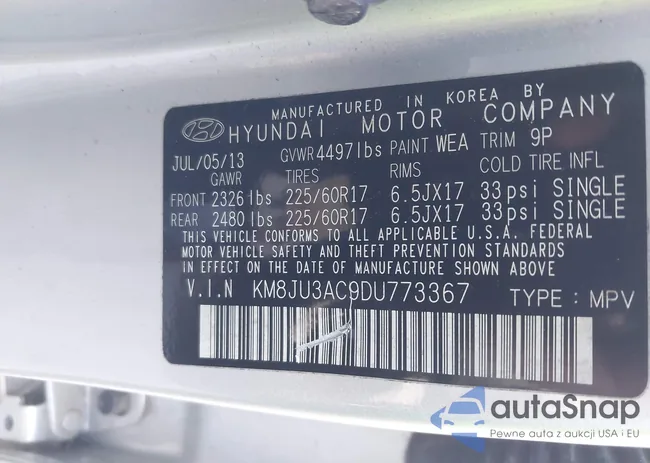 MANUFACTURED IN KOREA BY
HYUNDAI MOTOR COMPANY
JUL/05/13 GVWR4497lbs PAINT WEA TRIM 9P
GAWR TIRES RIMS COLD TIRE INFL
FRONT 2326lbs 225/60R17 6.5JX17 33psi SINGLE
REAR 2480lbs 225/60R17 6.5JX17 33psi SINGLE
THIS VEHICLE CONFORMS TO ALL APPLICABLE U.S.A. FEDERAL
MOTOR VEHICLE SAFETY AND THEFT PREVENTION STANDARDS
IN EFFECT ON THE DATE OF MANUFACTURE SHOWN ABOVE
V.I.N KM8JU3AC9DU773367 TYPE : MPV
autaSnap
Pewne auta z aukcji USA i EU